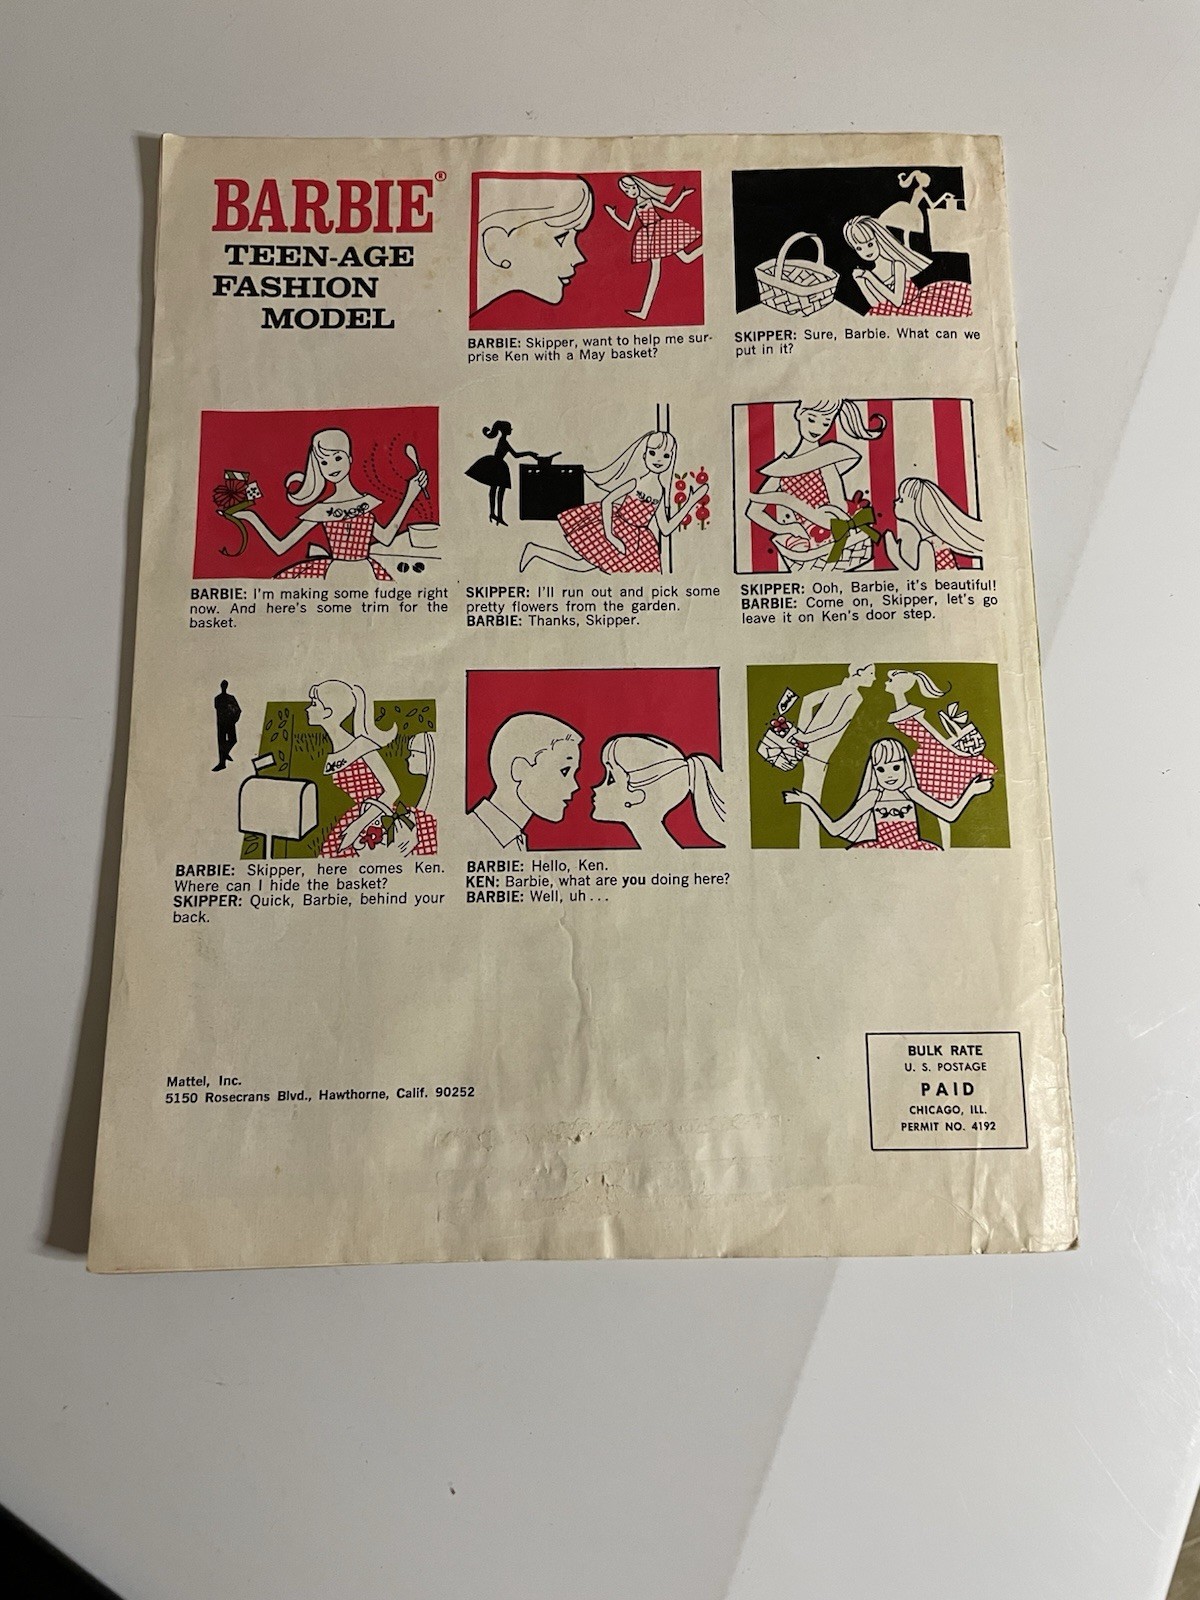 BARBIE®
TEEN-AGE
FASHION
MODEL
BARBIE: Skipper, want to help me sur-
prise Ken with a May basket?
SKIPPER: Sure, Barbie. What can we
put in it?
BARBIE: I'm making some fudge right
now. And here's some trim for the
basket.
SKIPPER: I'll run out and pick some
pretty flowers from the garden.
BARBIE: Thanks, Skipper.
SKIPPER: Ooh, Barbie, it's beautiful!
BARBIE: Come on, Skipper, let's go
leave it on Ken's door step.
BARBIE: Skipper, here comes Ken.
Where can I hide the basket?
SKIPPER: Quick, Barbie, behind your
back.
BARBIE: Hello, Ken.
KEN: Barbie, what are you doing here?
BARBIE: Well, uh...
Mattel, Inc.
5150 Rosecrans Blvd., Hawthorne, Calif. 90252
BULK RATE
U. S. POSTAGE
PAID
CHICAGO, ILL.
PERMIT NO. 4192